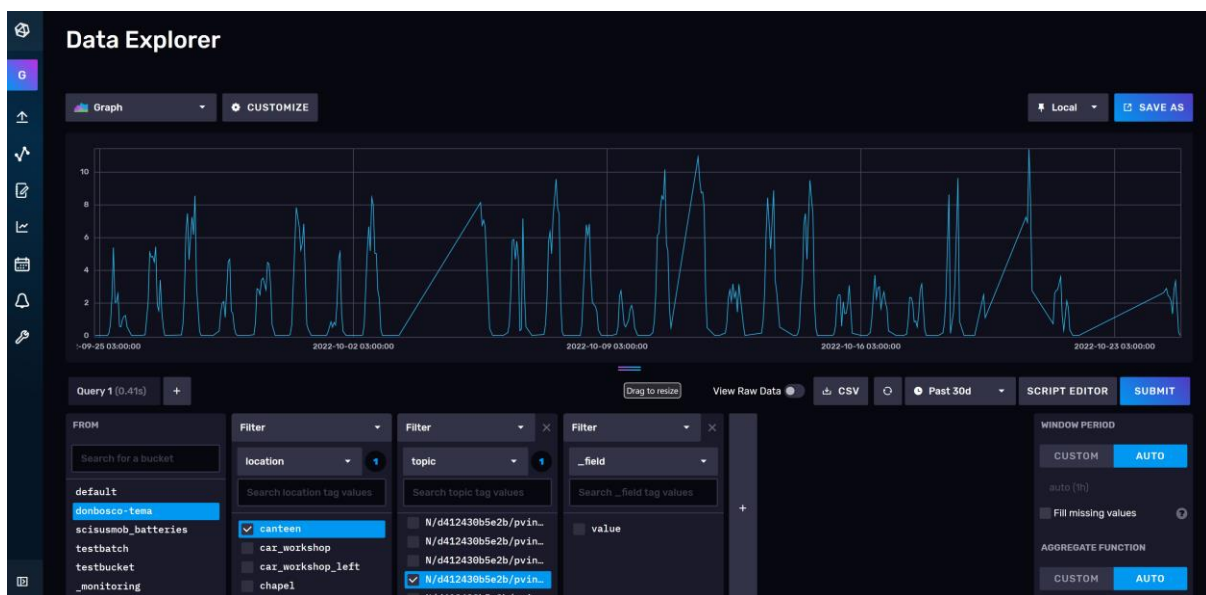 Data Explorer
G
Graph
CUSTOMIZE
Local
SAVE AS
10
8
6
4
2
0
:-09-25 03:00:00
2022-10-02 03:00:00
2022-10-09 03:00:00
2022-10-16 03:00:00
2022-10-23 03:00:00
Query 1 (0.41s)
+
Drag to resize
View Raw Data
CSV
Past 30d
SCRIPT EDITOR
SUBMIT
FROM
Search for a bucket
default
donbosco-tema
scisusmob_batteries
testbatch
testbucket
_monitoring
Filter
location
1
Search location tag values
canteen
car_workshop
car_workshop_left
chapel
Filter
topic
1
Search topic tag values
N/d412430b5e2b/pvin…
N/d412430b5e2b/pvin…
N/d412430b5e2b/pvin…
N/d412430b5e2b/pvin…
Filter
_field
Search _field tag values
value
+
WINDOW PERIOD
CUSTOM
AUTO
auto (1h)
Fill missing values
?
AGGREGATE FUNCTION
CUSTOM
AUTO